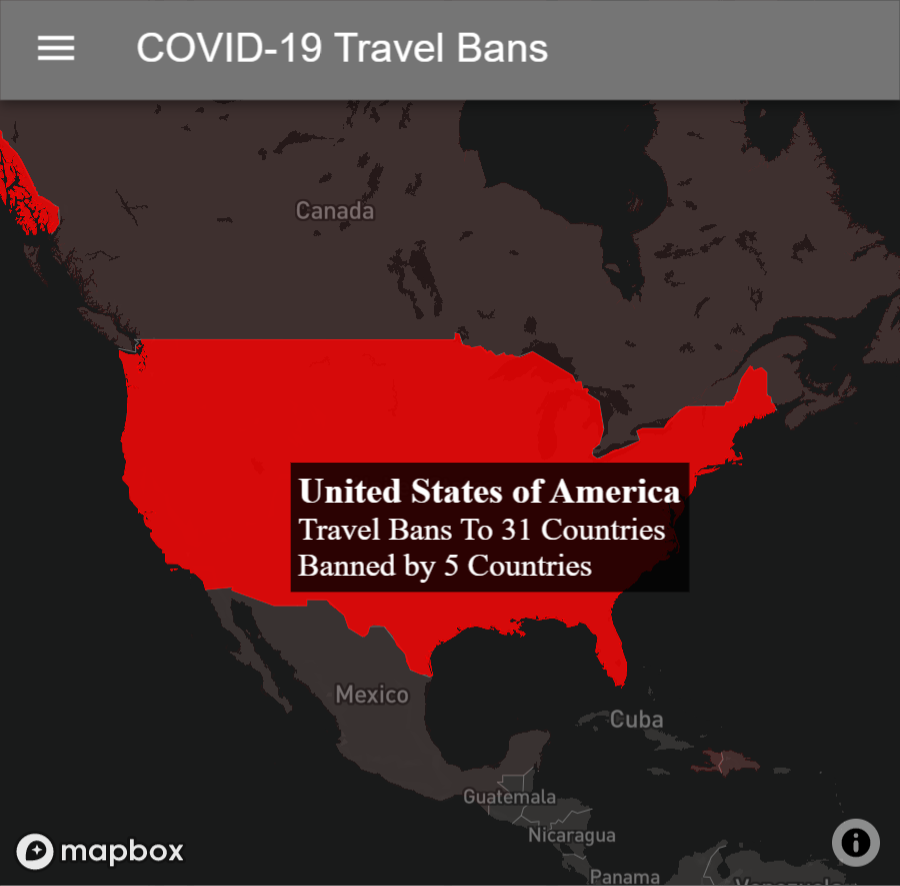 COVID-19 Travel Bans
Canada
United States of America
Travel Bans To 31 Countries
Banned by 5 Countries
Mexico
Cuba
Guatemala
Nicaragua
mapbox
i
Panama
Venezuela